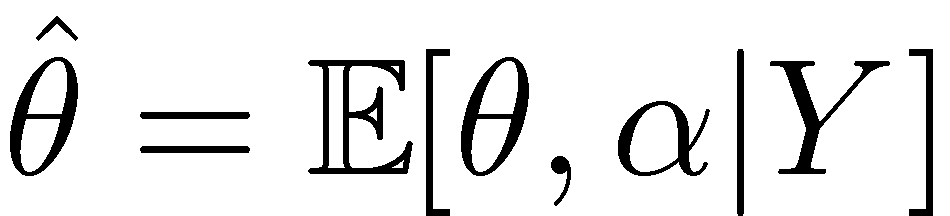 θ̂ = 𝔼[θ, α|Y]